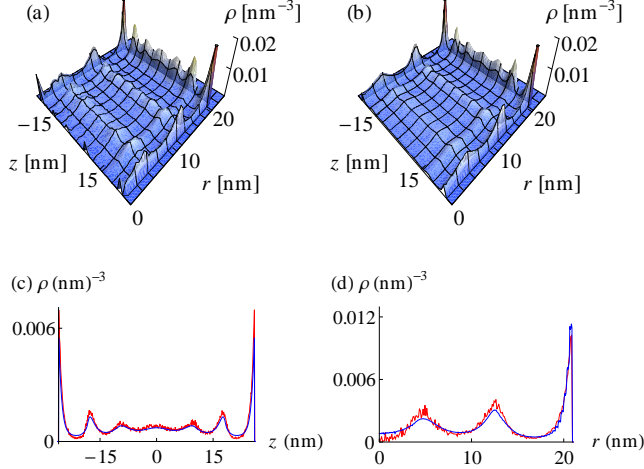 (a) ρ [nm⁻³] (b) ρ [nm⁻³]
0.02 0.02
0.01 0.01
−15 20 −15 20
z [nm] 15 10 r [nm] z [nm] 15 10 r [nm]
0 0
(c) ρ (nm)⁻³ (d) ρ (nm)⁻³
0.006 0.012
0.006
0 −15 0 15 z (nm) 0 0 10 20 r (nm)